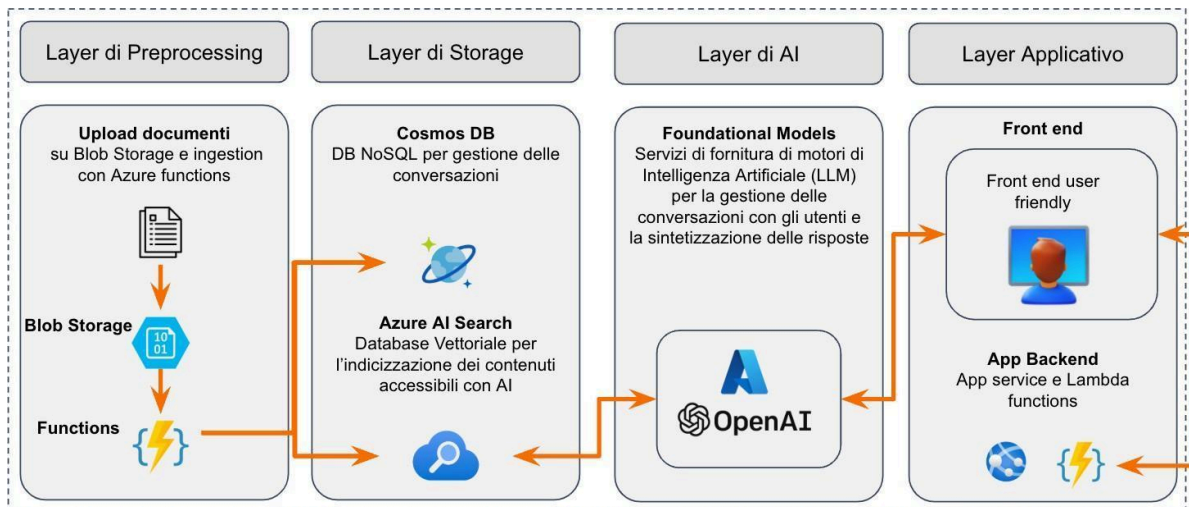 Layer di Preprocessing
Layer di Storage
Layer di AI
Layer Applicativo
Upload documenti
su Blob Storage e ingestion
con Azure functions
Blob Storage
10
01
Functions
Cosmos DB
DB NoSQL per gestione delle
conversazioni
Azure AI Search
Database Vettoriale per
l'indicizzazione dei contenuti
accessibili con AI
Foundational Models
Servizi di fornitura di motori di
Intelligenza Artificiale (LLM)
per la gestione delle
conversazioni con gli utenti e
la sintetizzazione delle risposte
OpenAI
Front end
Front end user
friendly
App Backend
App service e Lambda
functions